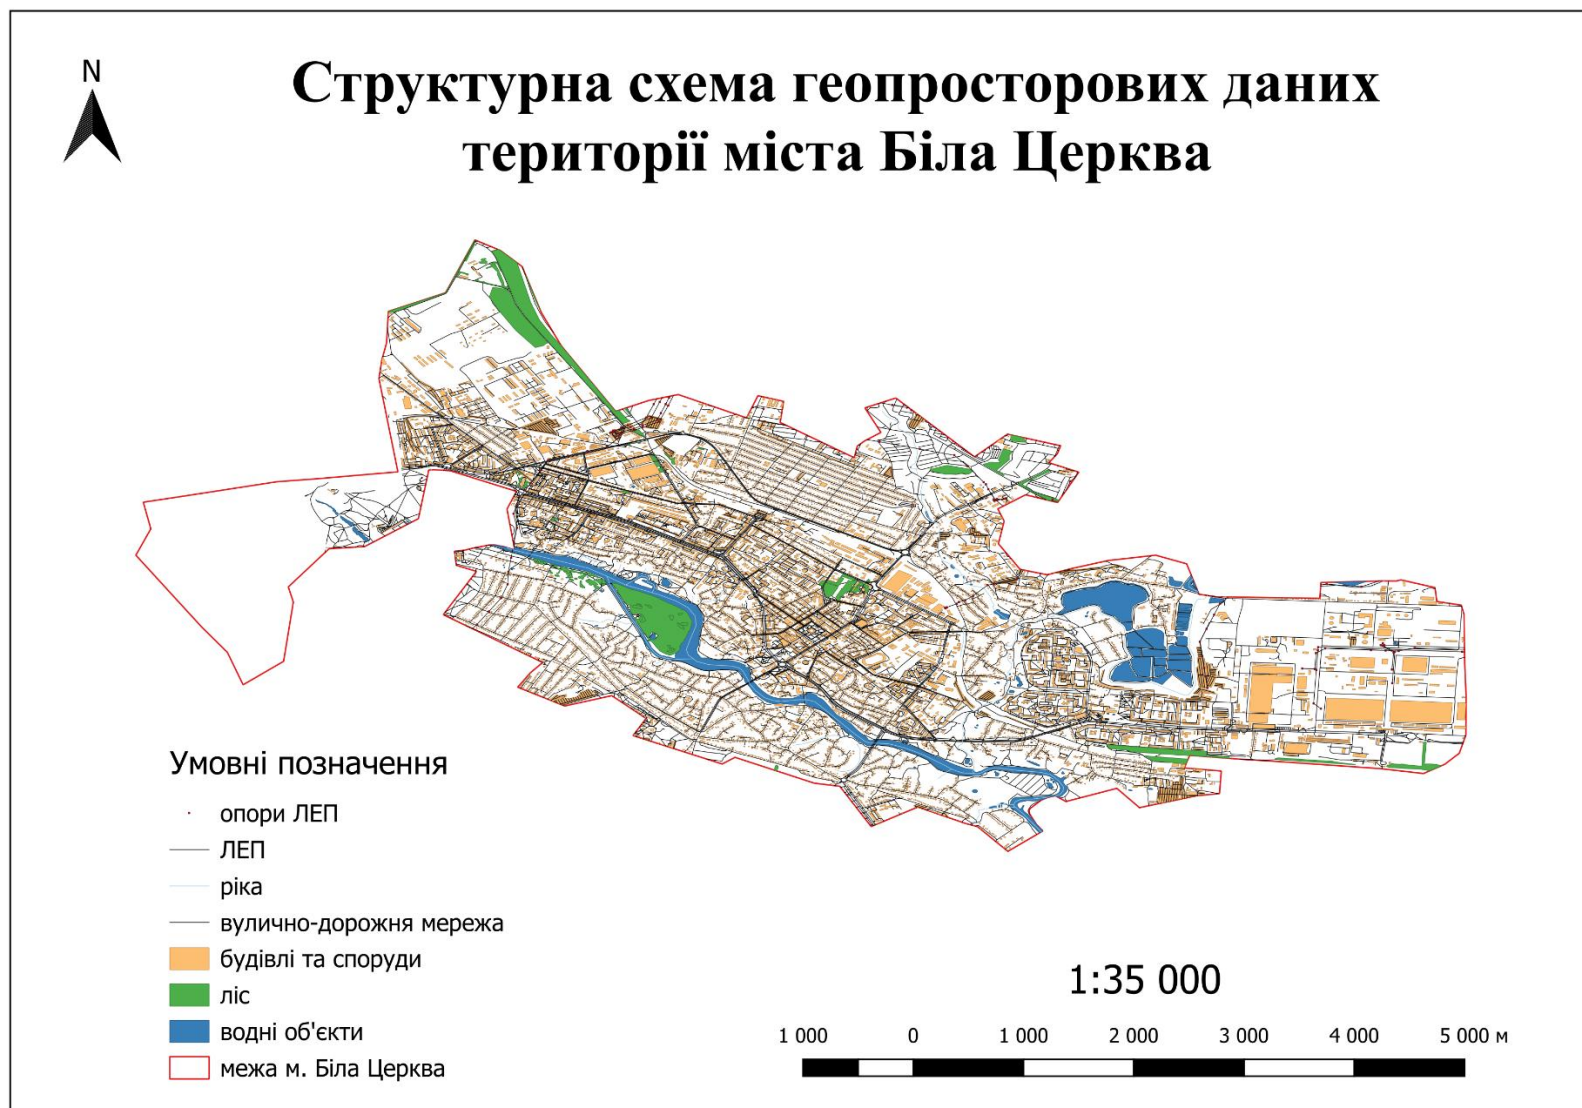 N
Структурна схема геопросторових даних
території міста Біла Церква
Умовні позначення
опори ЛЕП
ЛЕП
ріка
вулично-дорожня мережа
будівлі та споруди
ліс
водні об'єкти
межа м. Біла Церква
1:35 000
1 000 0 1 000 2 000 3 000 4 000 5 000 м